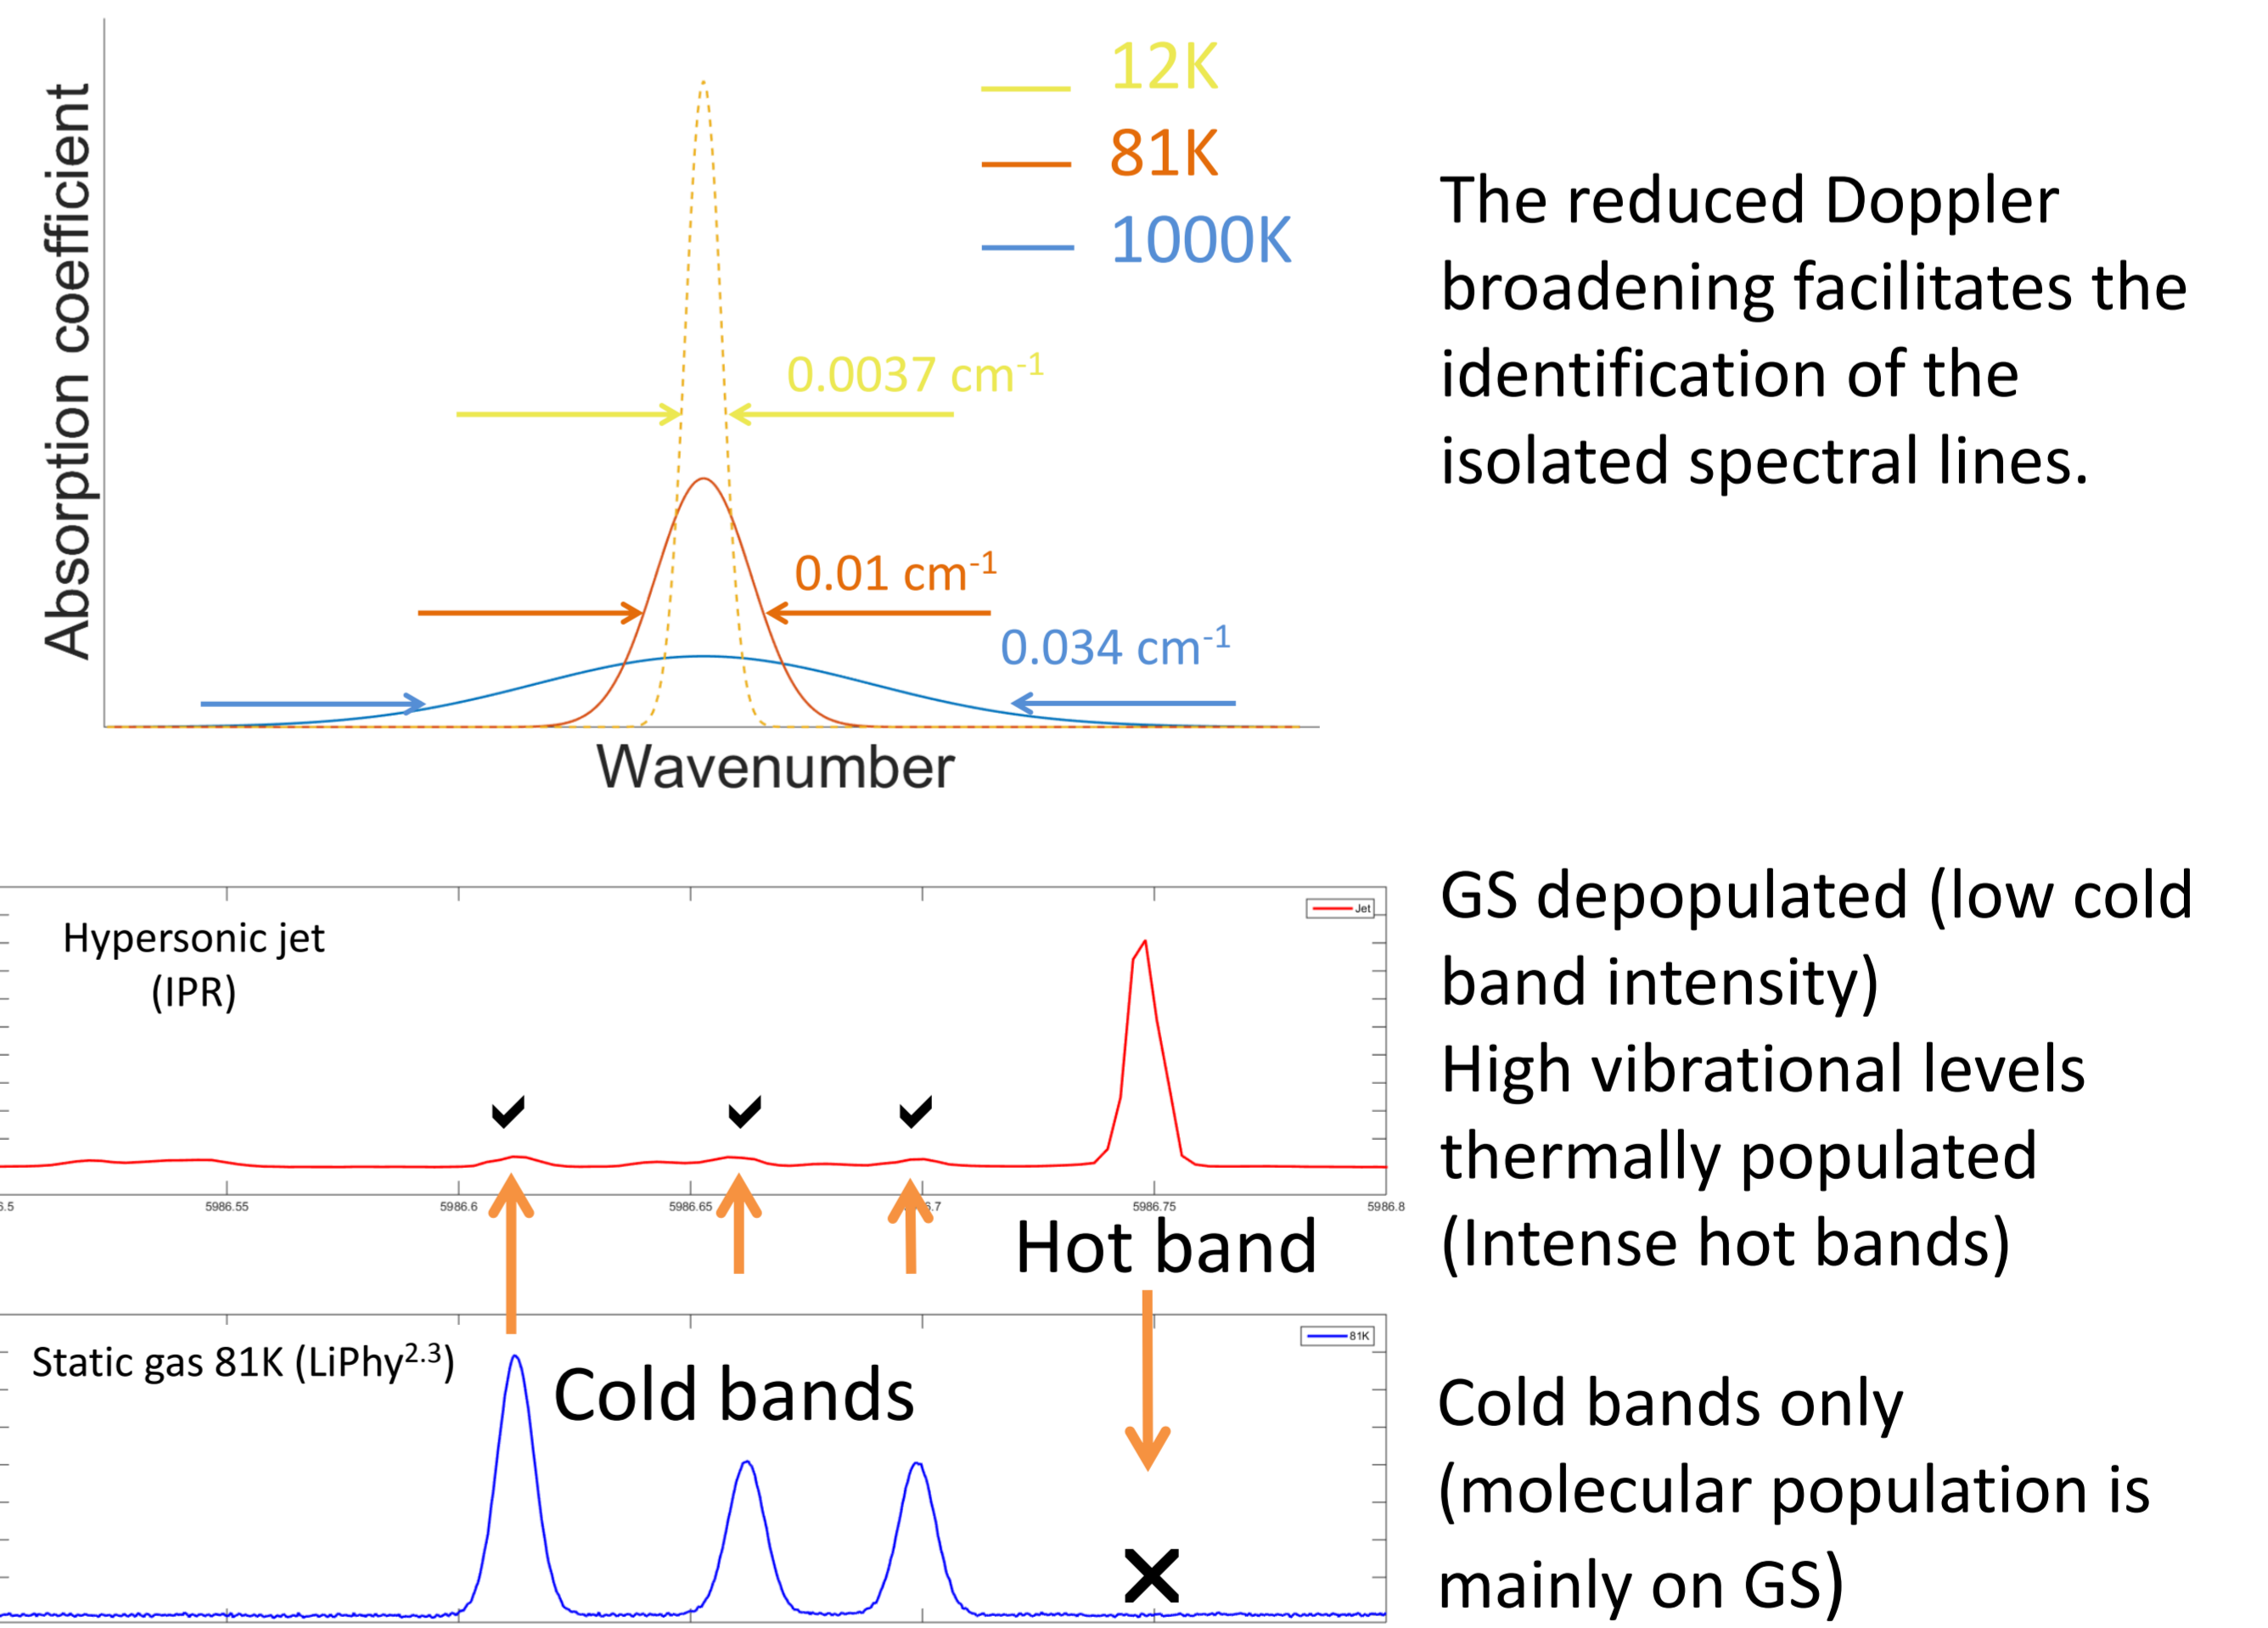 12K
81K
1000K
Absorption coefficient
0.0037 cm⁻¹
0.01 cm⁻¹
0.034 cm⁻¹
Wavenumber
The reduced Doppler
broadening facilitates the
identification of the
isolated spectral lines.
Hypersonic jet
(IPR)
Jet
5986.55
5986.6
5986.65
5986.75
5986.8
Hot band
GS depopulated (low cold
band intensity)
High vibrational levels
thermally populated
(Intense hot bands)
Static gas 81K (LiPhy²·³)
Cold bands
81K
Cold bands only
(molecular population is
mainly on GS)